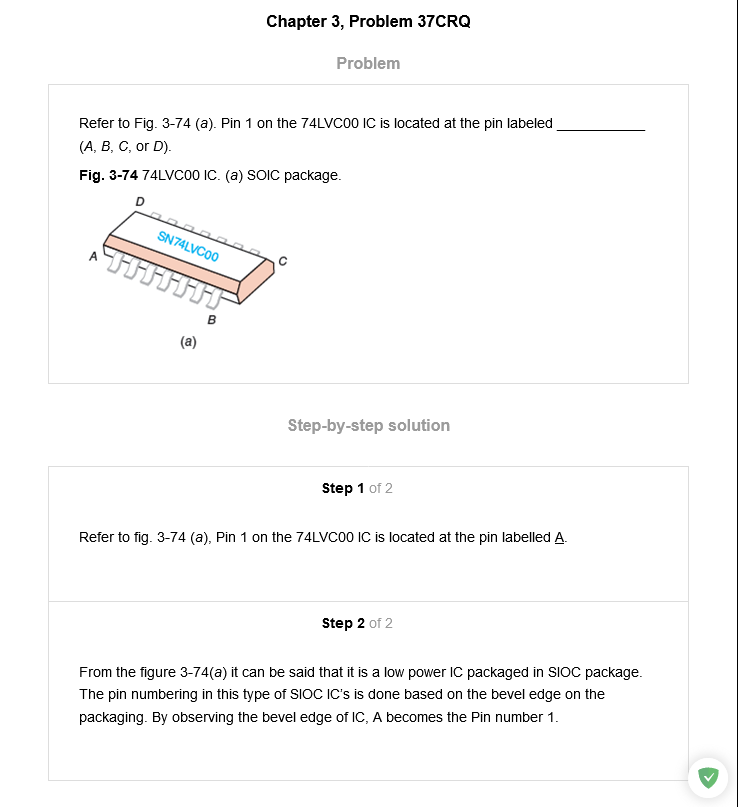 Chapter 3, Problem 37CRQ
Problem
Refer to Fig. 3-74 (a). Pin 1 on the 74LVC00 IC is located at the pin labeled ___________
(A, B, C, or D).
Fig. 3-74 74LVC00 IC. (a) SOIC package.
D
SN74LVC00
A
C
B
(a)
Step-by-step solution
Step 1 of 2
Refer to fig. 3-74 (a), Pin 1 on the 74LVC00 IC is located at the pin labelled A.
Step 2 of 2
From the figure 3-74(a) it can be said that it is a low power IC packaged in SIOC package.
The pin numbering in this type of SIOC IC's is done based on the bevel edge on the
packaging. By observing the bevel edge of IC, A becomes the Pin number 1.